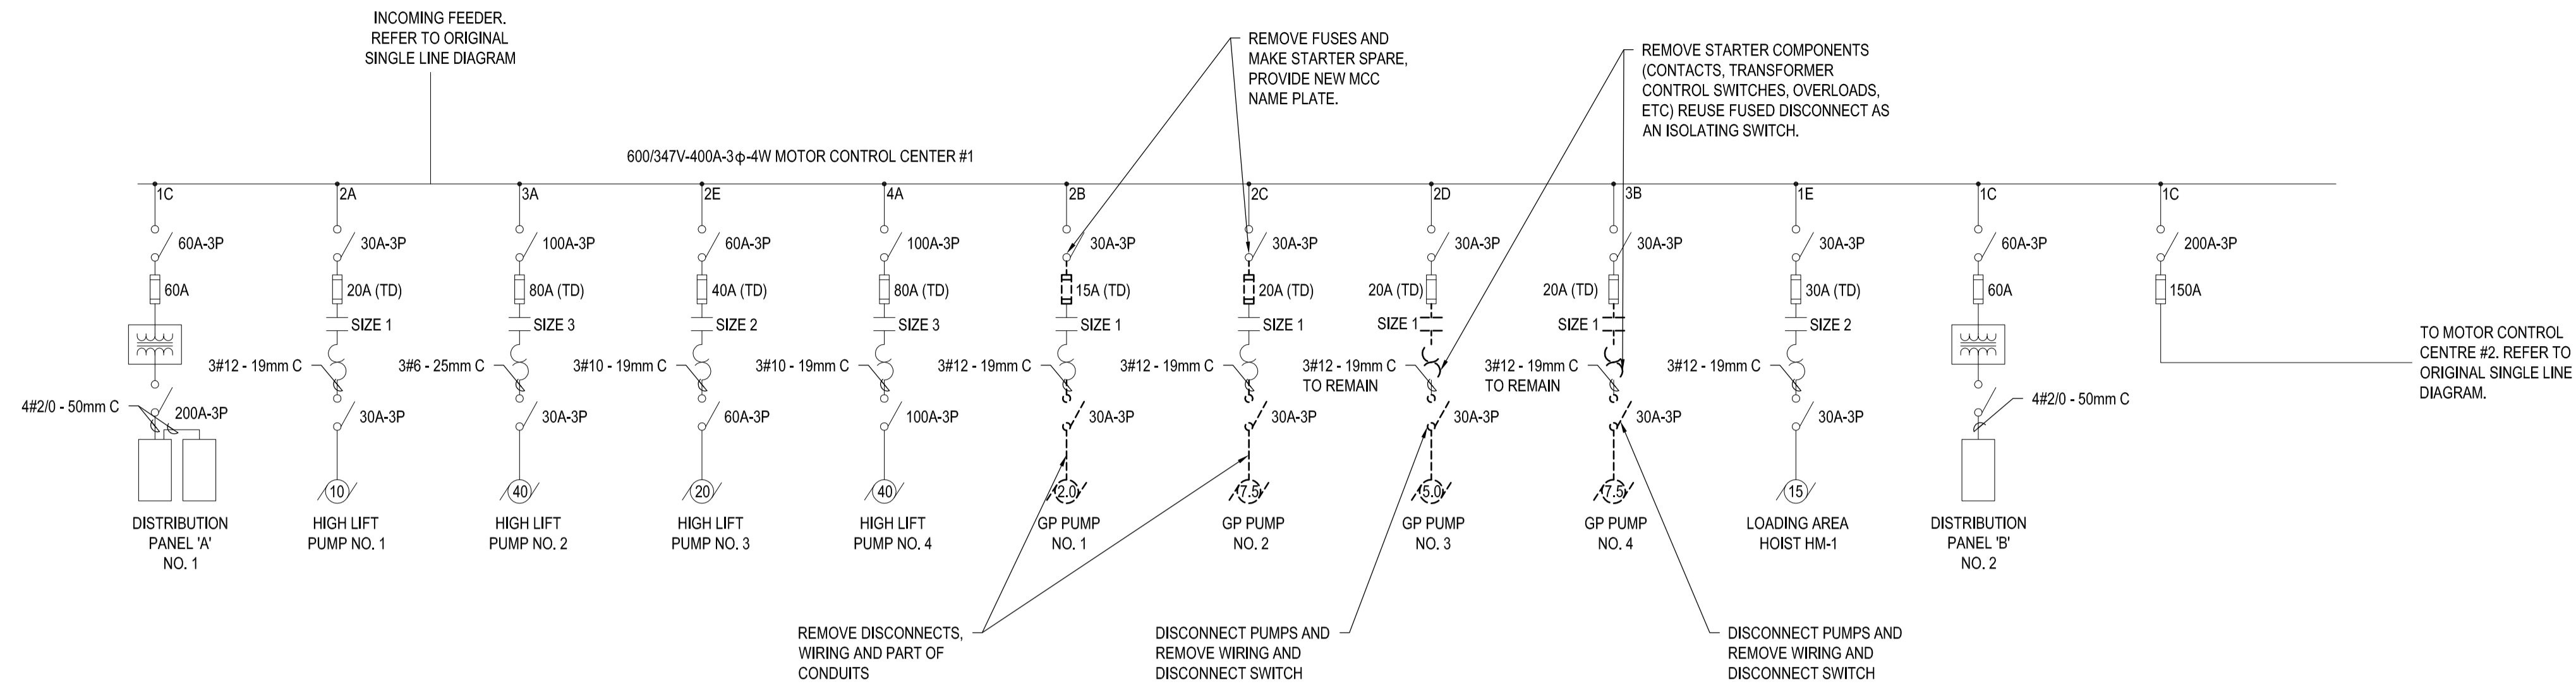 INCOMING FEEDER.
REFER TO ORIGINAL
SINGLE LINE DIAGRAM
REMOVE FUSES AND
MAKE STARTER SPARE,
PROVIDE NEW MCC
NAME PLATE.
REMOVE STARTER COMPONENTS
(CONTACTS, TRANSFORMER
CONTROL SWITCHES, OVERLOADS,
ETC) REUSE FUSED DISCONNECT AS
AN ISOLATING SWITCH.
600/347V-400A-3ϕ-4W MOTOR CONTROL CENTER #1
1C
60A-3P
60A
4#2/0 - 50mm C
200A-3P
DISTRIBUTION
PANEL 'A'
NO. 1
2A
30A-3P
20A (TD)
SIZE 1
3#12 - 19mm C
30A-3P
10
HIGH LIFT
PUMP NO. 1
3A
100A-3P
80A (TD)
SIZE 3
3#6 - 25mm C
30A-3P
40
HIGH LIFT
PUMP NO. 2
2E
60A-3P
40A (TD)
SIZE 2
3#10 - 19mm C
60A-3P
20
HIGH LIFT
PUMP NO. 3
4A
100A-3P
80A (TD)
SIZE 3
3#10 - 19mm C
100A-3P
40
HIGH LIFT
PUMP NO. 4
2B
30A-3P
15A (TD)
SIZE 1
3#12 - 19mm C
30A-3P
2.0
GP PUMP
NO. 1
2C
30A-3P
20A (TD)
SIZE 1
3#12 - 19mm C
30A-3P
7.5
GP PUMP
NO. 2
2D
30A-3P
20A (TD)
SIZE 1
3#12 - 19mm C
TO REMAIN
30A-3P
5.0
GP PUMP
NO. 3
3B
30A-3P
20A (TD)
SIZE 1
3#12 - 19mm C
TO REMAIN
30A-3P
7.5
GP PUMP
NO. 4
1E
30A-3P
30A (TD)
SIZE 2
3#12 - 19mm C
30A-3P
15
LOADING AREA
HOIST HM-1
1C
60A-3P
60A
4#2/0 - 50mm C
DISTRIBUTION
PANEL 'B'
NO. 2
1C
200A-3P
150A
TO MOTOR CONTROL
CENTRE #2. REFER TO
ORIGINAL SINGLE LINE
DIAGRAM.
REMOVE DISCONNECTS,
WIRING AND PART OF
CONDUITS
DISCONNECT PUMPS AND
REMOVE WIRING AND
DISCONNECT SWITCH
DISCONNECT PUMPS AND
REMOVE WIRING AND
DISCONNECT SWITCH